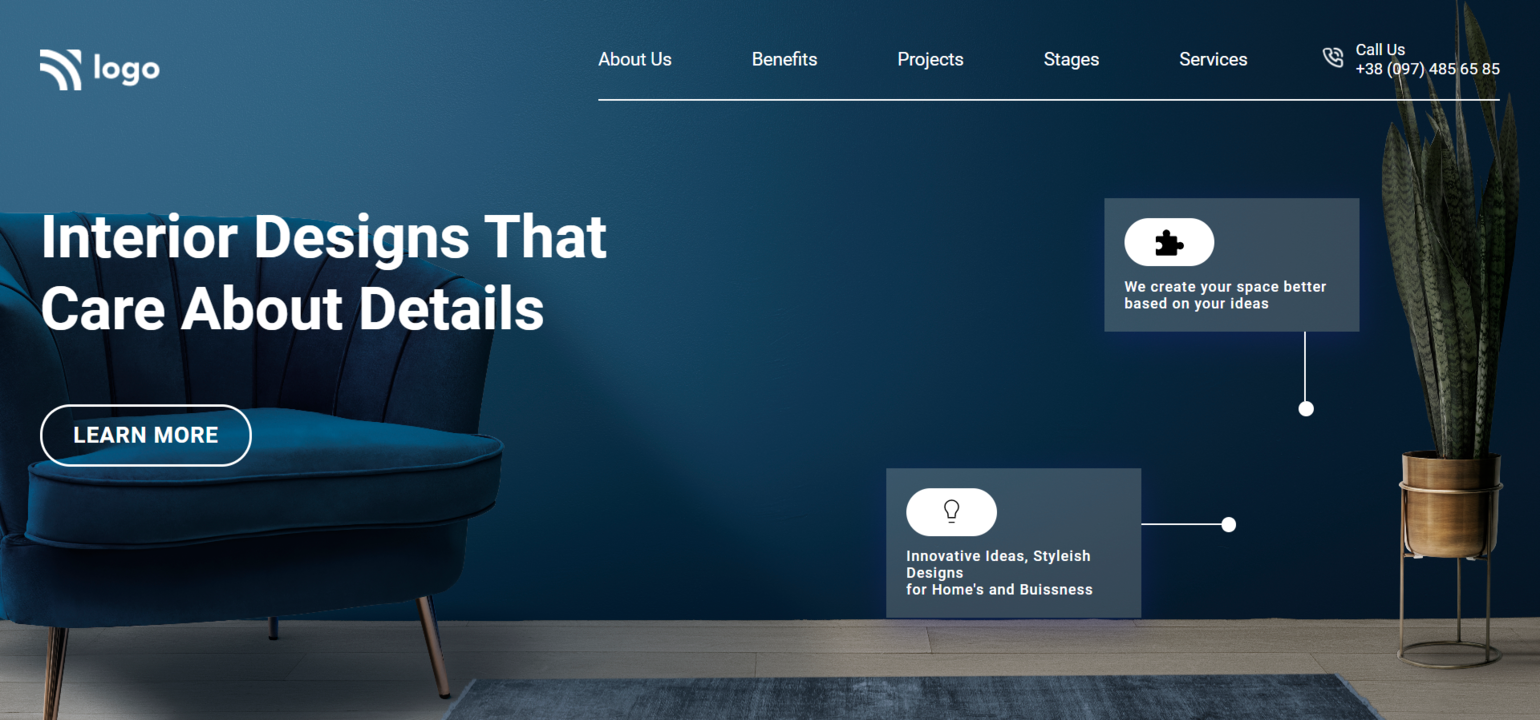 logo
About Us
Benefits
Projects
Stages
Services
Call Us
+38 (097) 485 65 85
Interior Designs That
Care About Details
LEARN MORE
We create your space better
based on your ideas
Innovative Ideas, Styleish
Designs
for Home's and Buissness